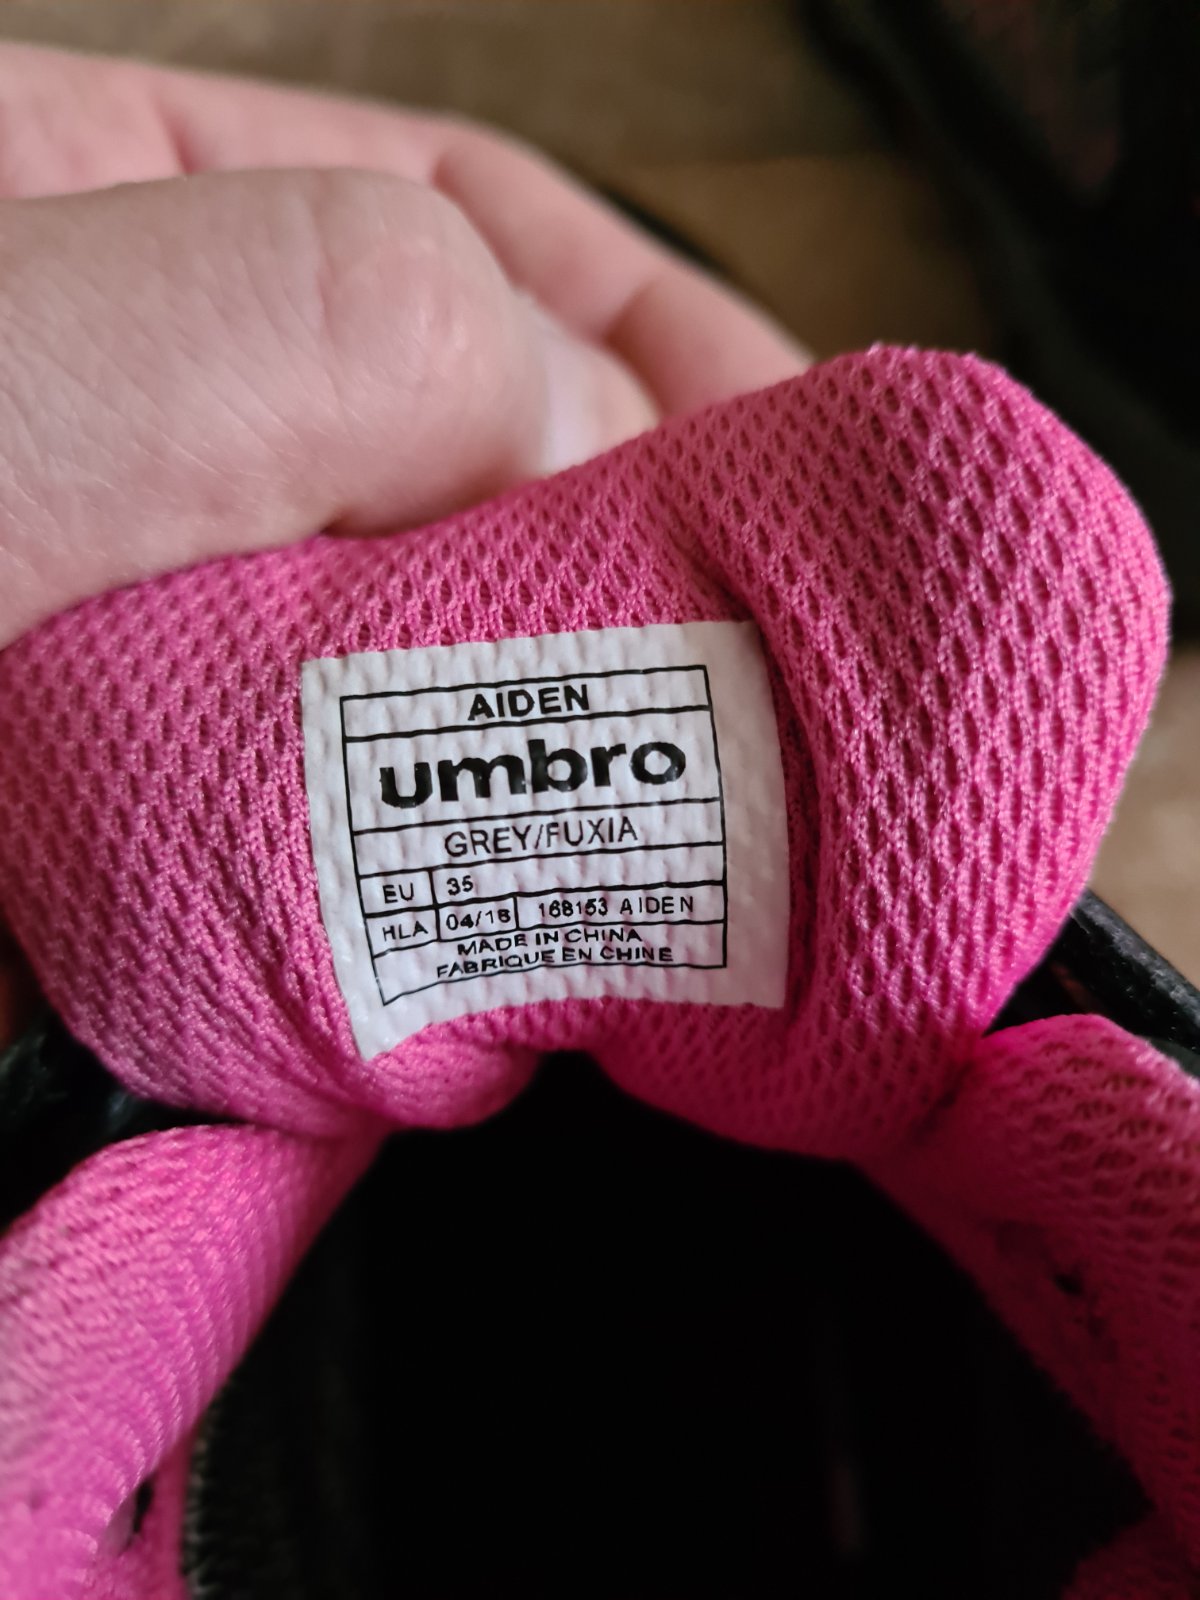 AIDEN
umbro
GREY/FUXIA
EU 35
HLA 04/18 168153 AIDEN
MADE IN CHINA
FABRIQUE EN CHINE